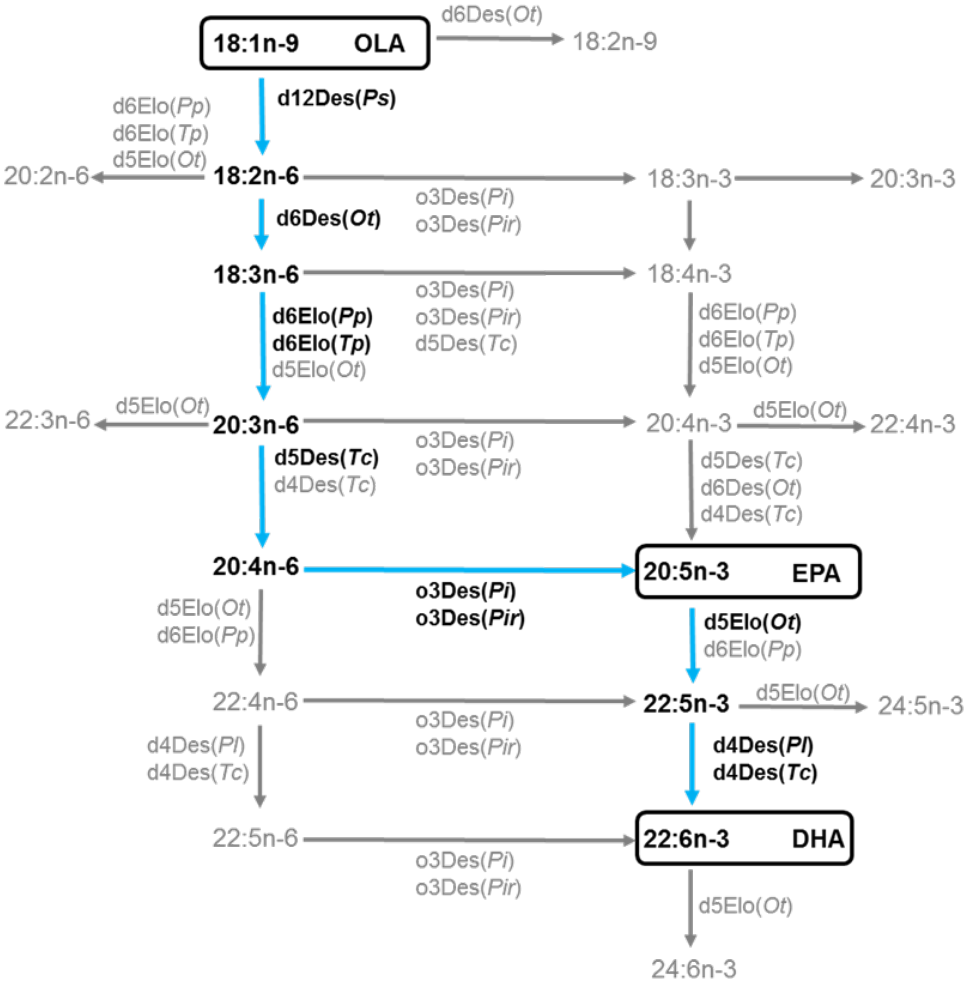 d6Des(Ot)
18:1n-9 OLA
18:2n-9
d12Des(Ps)
d6Elo(Pp)
d6Elo(Tp)
d5Elo(Ot)
20:2n-6
18:2n-6
18:3n-3
20:3n-3
o3Des(Pi)
o3Des(Pir)
d6Des(Ot)
18:3n-6
18:4n-3
o3Des(Pi)
o3Des(Pir)
d5Des(Tc)
d6Elo(Pp)
d6Elo(Tp)
d5Elo(Ot)
d6Elo(Pp)
d6Elo(Tp)
d5Elo(Ot)
22:3n-6
d5Elo(Ot)
20:3n-6
20:4n-3
d5Elo(Ot)
22:4n-3
o3Des(Pi)
o3Des(Pir)
d5Des(Tc)
d4Des(Tc)
d5Des(Tc)
d6Des(Ot)
d4Des(Tc)
20:4n-6
20:5n-3 EPA
o3Des(Pi)
o3Des(Pir)
d5Elo(Ot)
d6Elo(Pp)
d5Elo(Ot)
d6Elo(Pp)
22:4n-6
22:5n-3
d5Elo(Ot)
24:5n-3
o3Des(Pi)
o3Des(Pir)
d4Des(Pl)
d4Des(Tc)
d4Des(Pl)
d4Des(Tc)
22:5n-6
22:6n-3 DHA
o3Des(Pi)
o3Des(Pir)
d5Elo(Ot)
24:6n-3